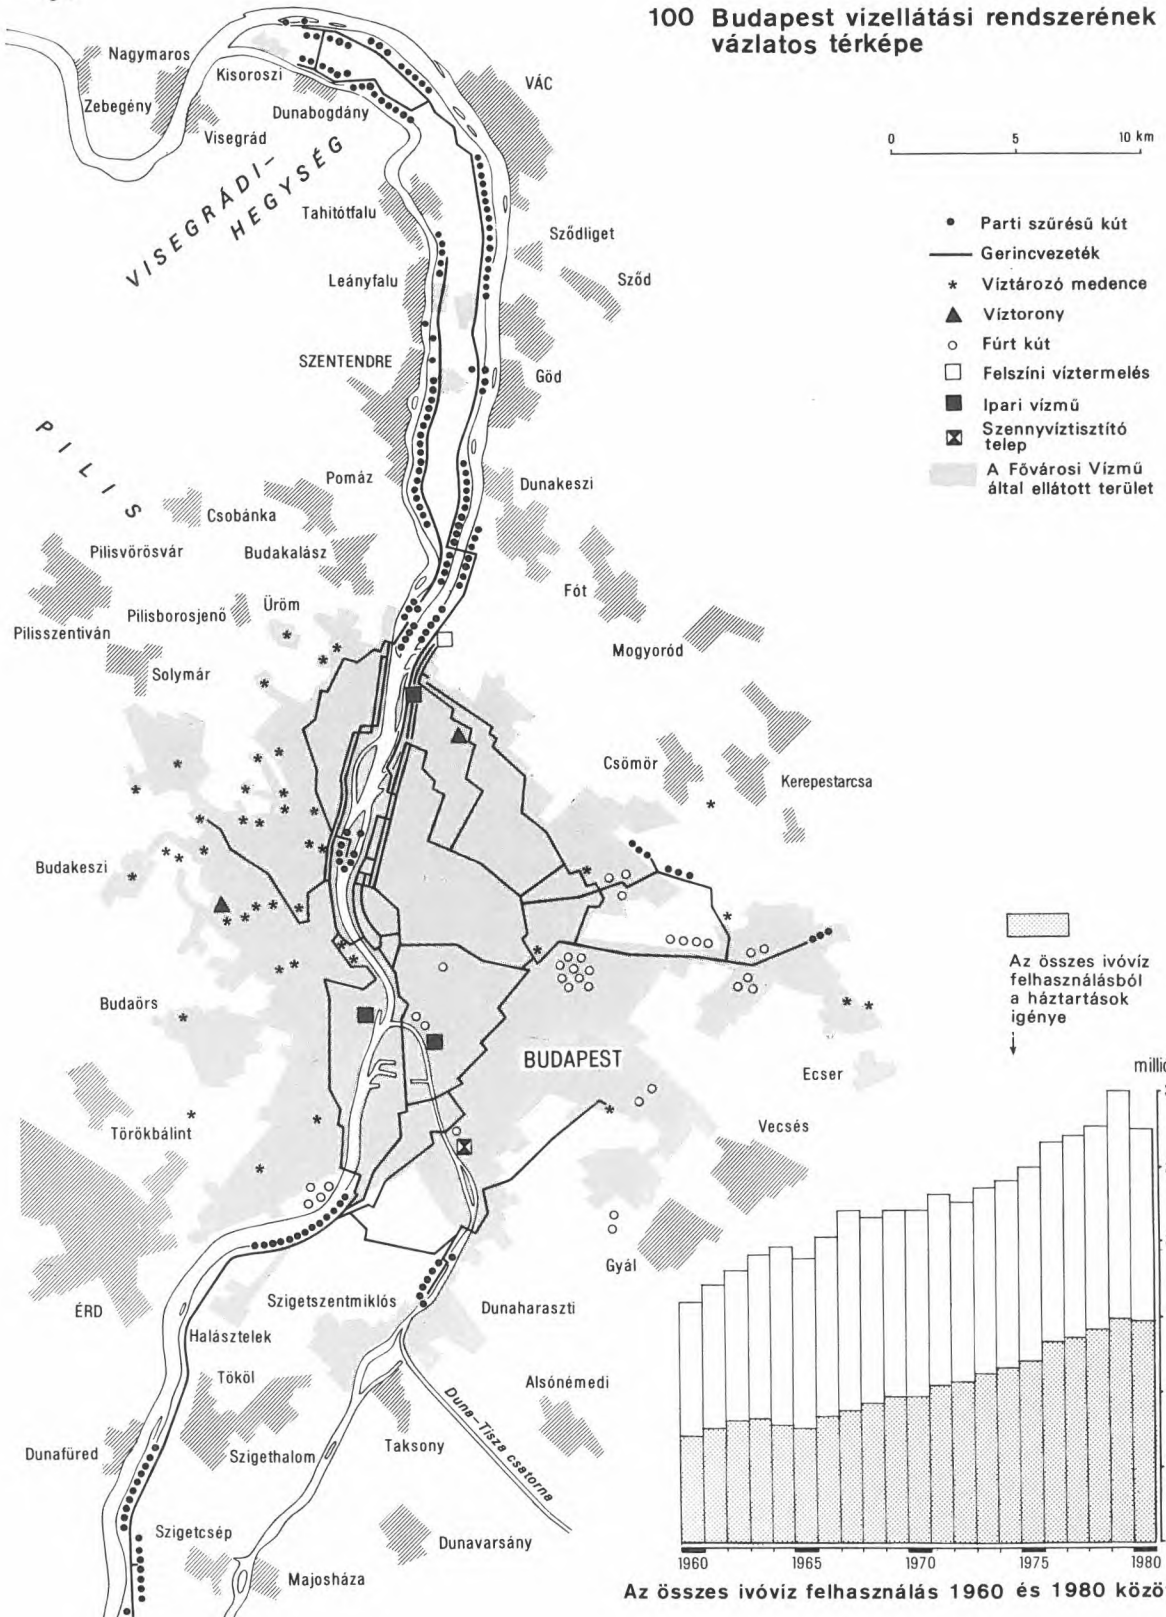 100 Budapest vízellátási rendszerének
vázlatos térképe
0 5 10 km
Parti szűrésű kút
Gerincvezeték
Víztározó medence
Víztorony
Fúrt kút
Felszíni víztermelés
Ipari vízmű
Szennyvíztisztító
telep
A Fővárosi Vízmű
által ellátott terület
Nagymaros
Kisoroszi
Zebegény
Visegrád
Dunabogdány
VÁC
VISEGRÁDI-
HEGYSÉG
Tahitótfalu
Sződliget
Leányfalu
Sződ
SZENTENDRE
Göd
PILIS
Pomáz
Dunakeszi
Csobánka
Pilisvörösvár
Budakalász
Fót
Pilisborosjenő
Üröm
Pilisszentiván
Mogyoród
Solymár
Csömör
Kerepestarcsa
Budakeszi
Budaörs
BUDAPEST
Ecser
Törökbálint
Vecsés
Gyál
ÉRD
Szigetszentmiklós
Dunaharaszti
Halásztelek
Tököl
Alsónémedi
Duna-Tisza csatorna
Dunafüred
Szigethalom
Taksony
Szigetcsép
Dunavarsány
Majosháza
Az összes ivóvíz
felhasználásból
a háztartások
igénye
1960 1965 1970 1975 1980
Az összes ivóvíz felhasználás 1960 és 1980